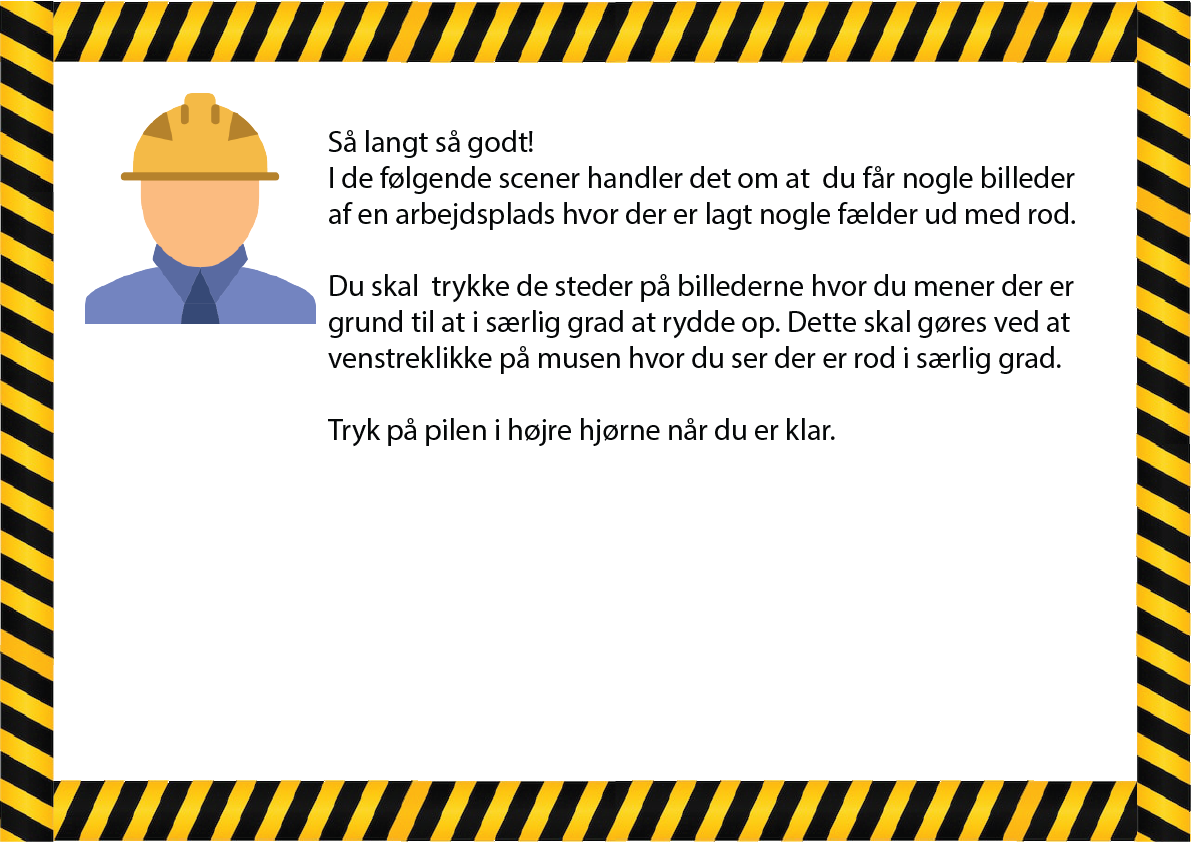 Så langt så godt!
I de følgende scener handler det om at  du får nogle billeder
af en arbejdsplads hvor der er lagt nogle fælder ud med rod.
Du skal  trykke de steder på billederne hvor du mener der er
grund til at i særlig grad at rydde op. Dette skal gøres ved at
venstreklikke på musen hvor du ser der er rod i særlig grad.
Tryk på pilen i højre hjørne når du er klar.